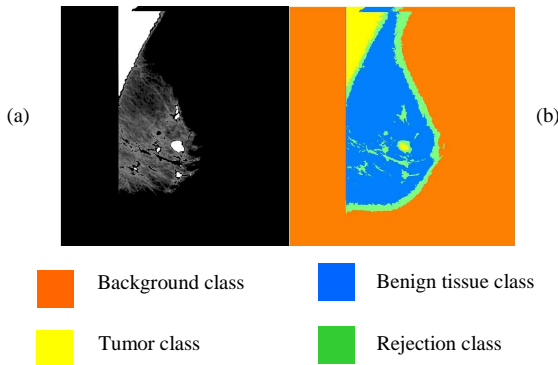 (a)
(b)
Background class
Benign tissue class
Tumor class
Rejection class